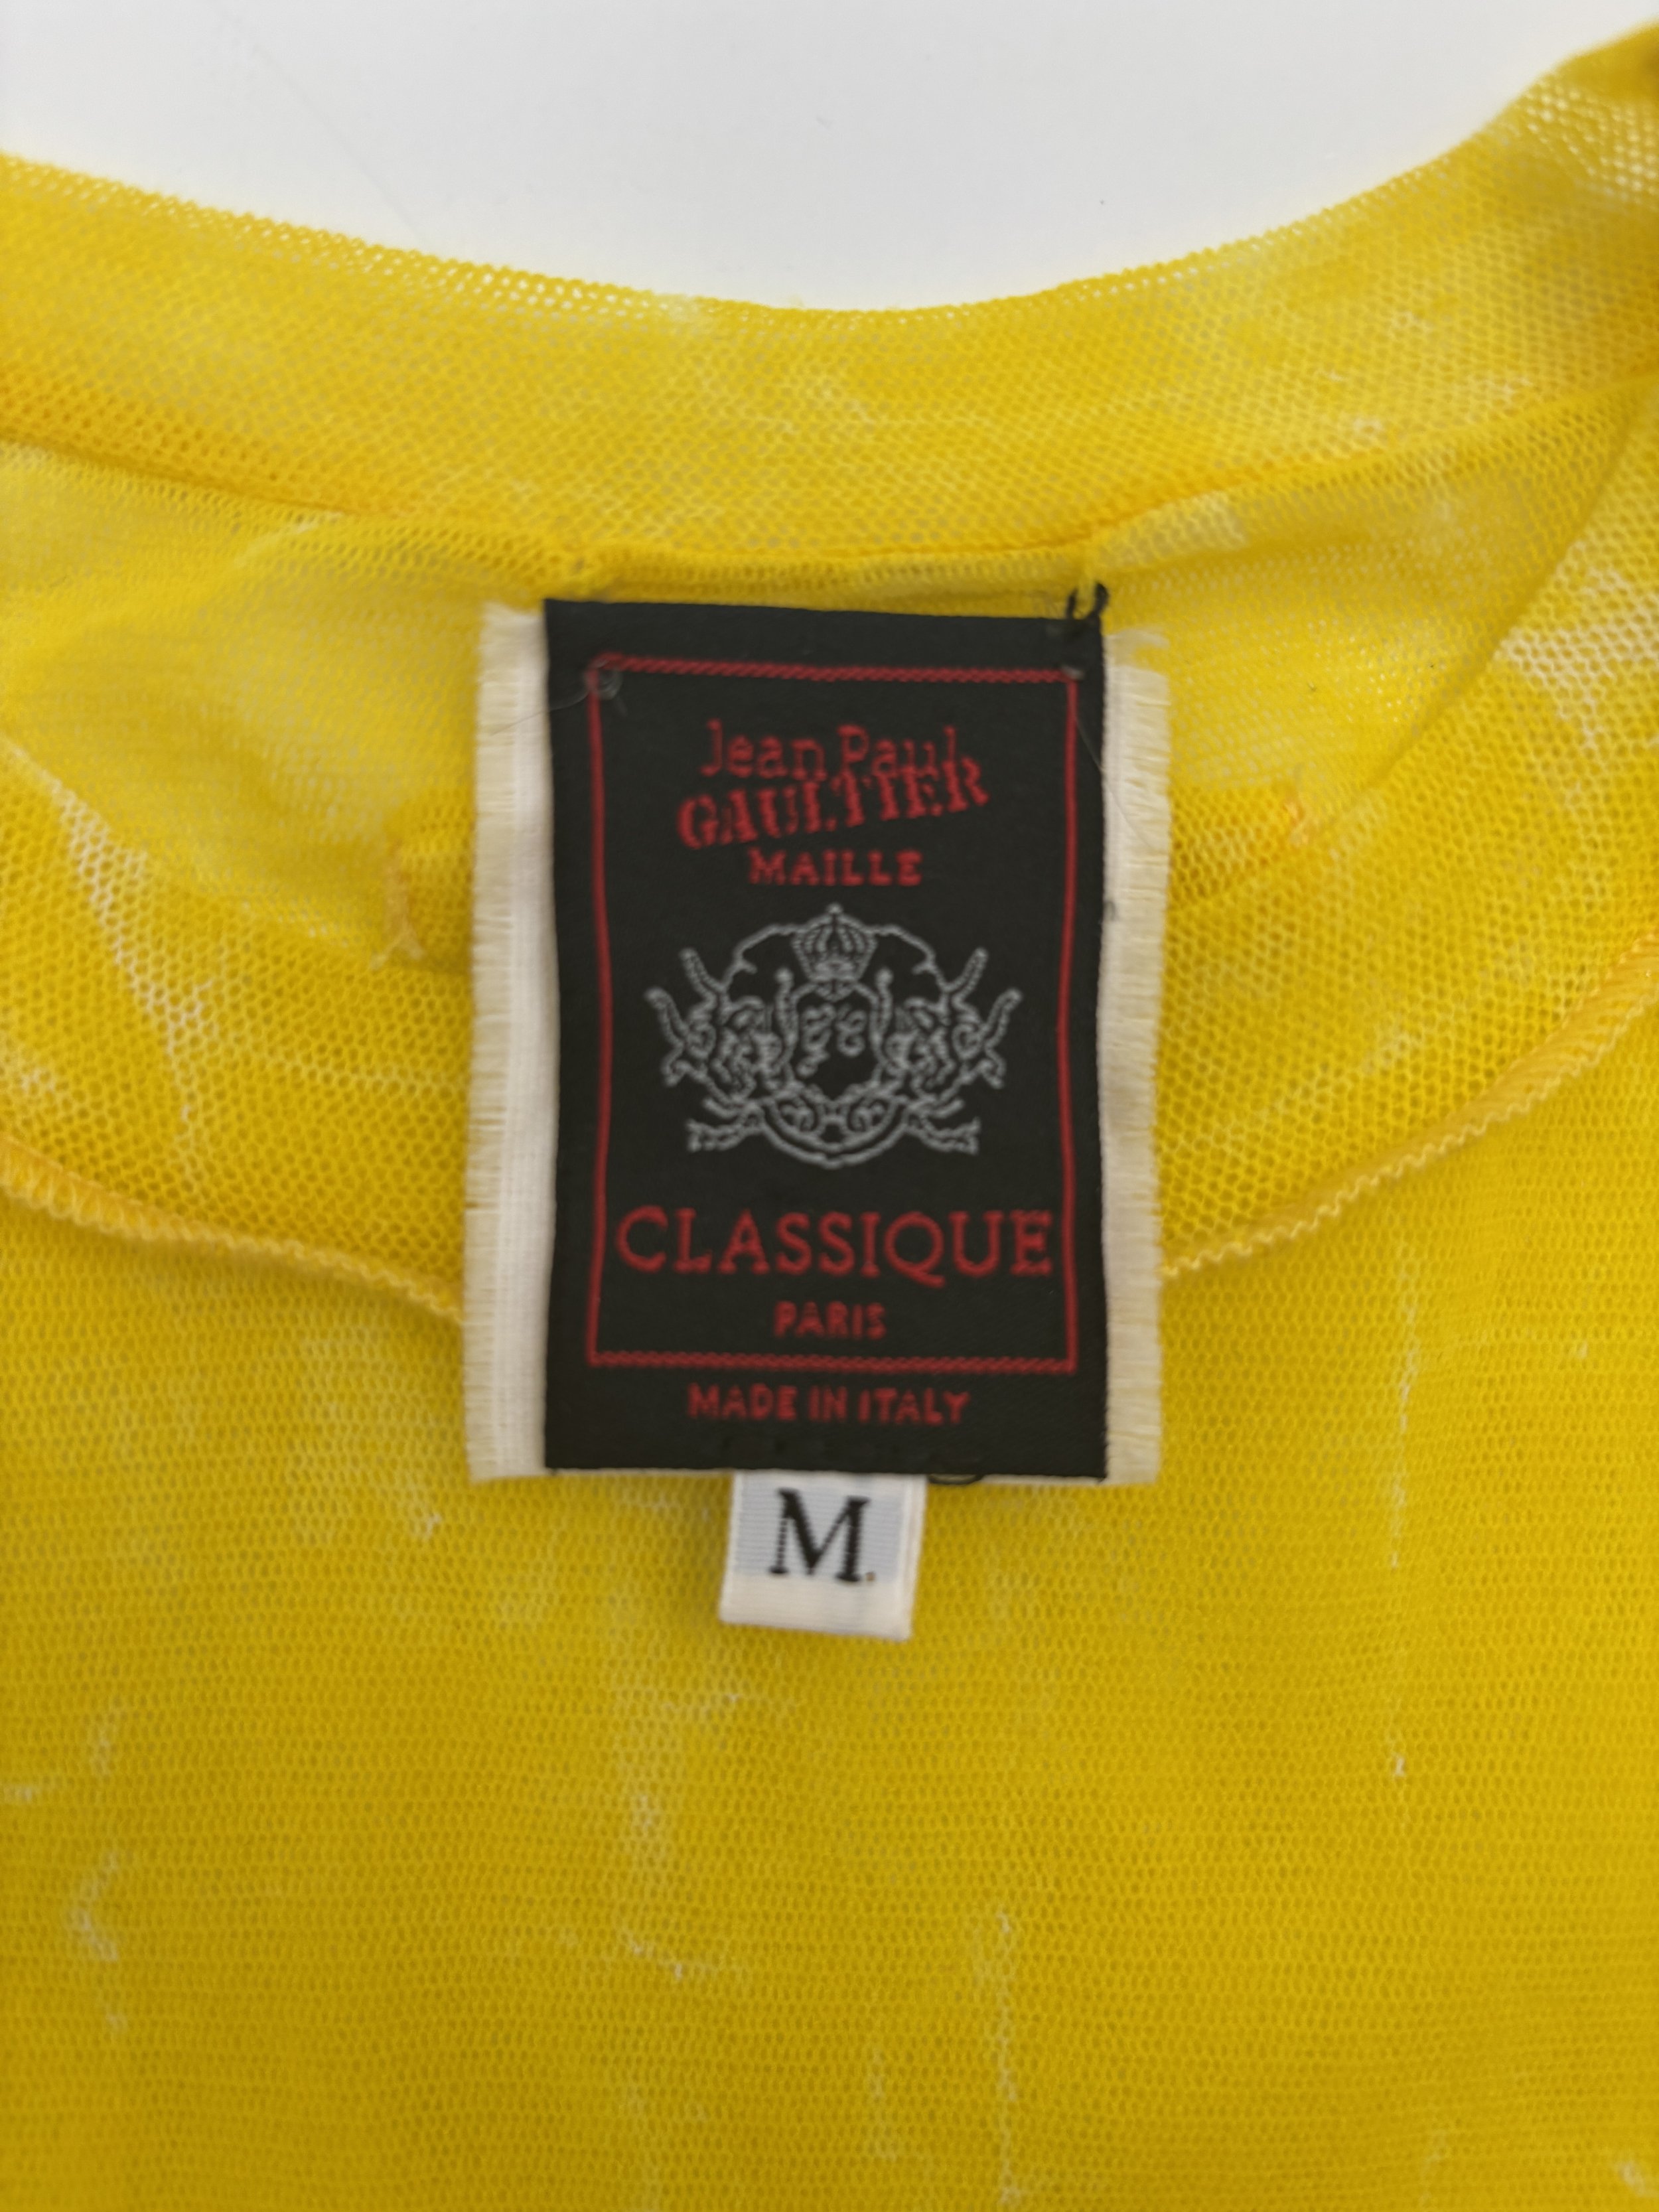 Jean Paul
GAULTIER
MAILLE
CLASSIQUE
PARIS
MADE IN ITALY
M.